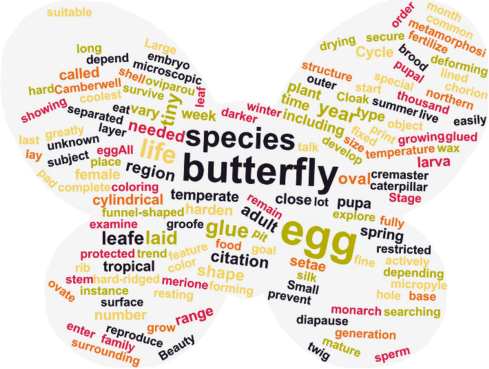 suitable
order
month
common
metamorphosi
fertilize
long
Large
drying
secure
Cycle
brood
deforming
depend
embryo
microscopic
structure
pupal
lined
called
shell
oviparou
outer
special
chorion
hard
Camberwell
survive
leaf
plant
Cloak
start
thousand
northern
showing
coolest
tiny
time
year
type
summer
live
separated
eat
vary
week
winter
including
object
easily
last
greatly
layer
needed
darker
fixed
print
growing
glued
unknown
eggAll
species
talk
size
temperature
wax
lay
subject
place
life
develop
larva
female
region
butterfly
oval
cremaster
pad
complete
coloring
caterpillar
cylindrical
temperate
remain
close
lot
pupa
Stage
funnel-shaped
harden
adult
explore
fully
examine
groofe
glue
pit
egg
spring
leafe
laid
food
goal
fine
restricted
protected
trend
feature
citation
setae
actively
rib
tropical
color
shape
silk
depending
stem
hard-ridged
merione
forming
Small
micropyle
ovate
instance
resting
prevent
hole
base
surface
range
monarch
searching
number
diapause
enter
reproduce
grow
generation
family
Beauty
mature
surrounding
twig
sperm